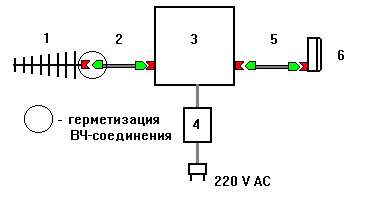 1 2 3 5 6
4
- герметизация
ВЧ-соединения
220 V AC